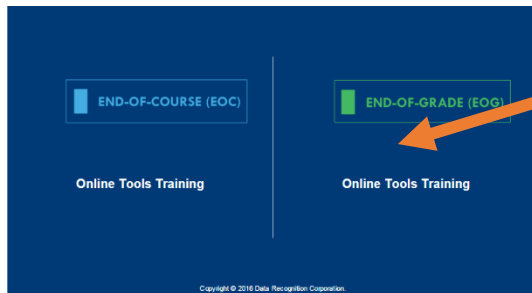 END-OF-COURSE (EOC)
END-OF-GRADE (EOG)
Online Tools Training
Online Tools Training
Copyright © 2016 Data Recognition Corporation.